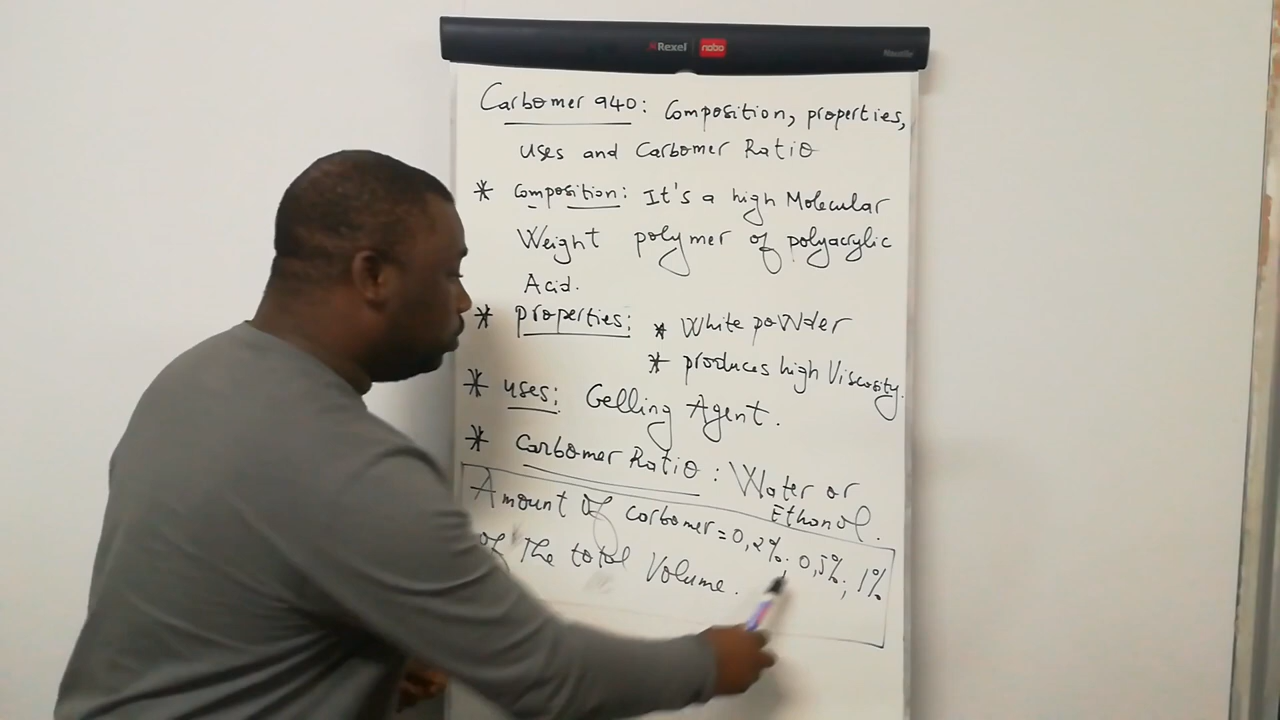 Rexel nobo
Carbomer 940: Composition, properties,
uses and Carbomer Ratio
* Composition: It's a high Molecular
Weight polymer of polyacrylic
Acid.
* properties: * White powder
* produces high Viscosity.
* uses: Gelling Agent.
* Carbomer Ratio: Water or
Ethanol.
Amount of carbomer = 0,2%; 0,5%; 1%
of The total Volume.